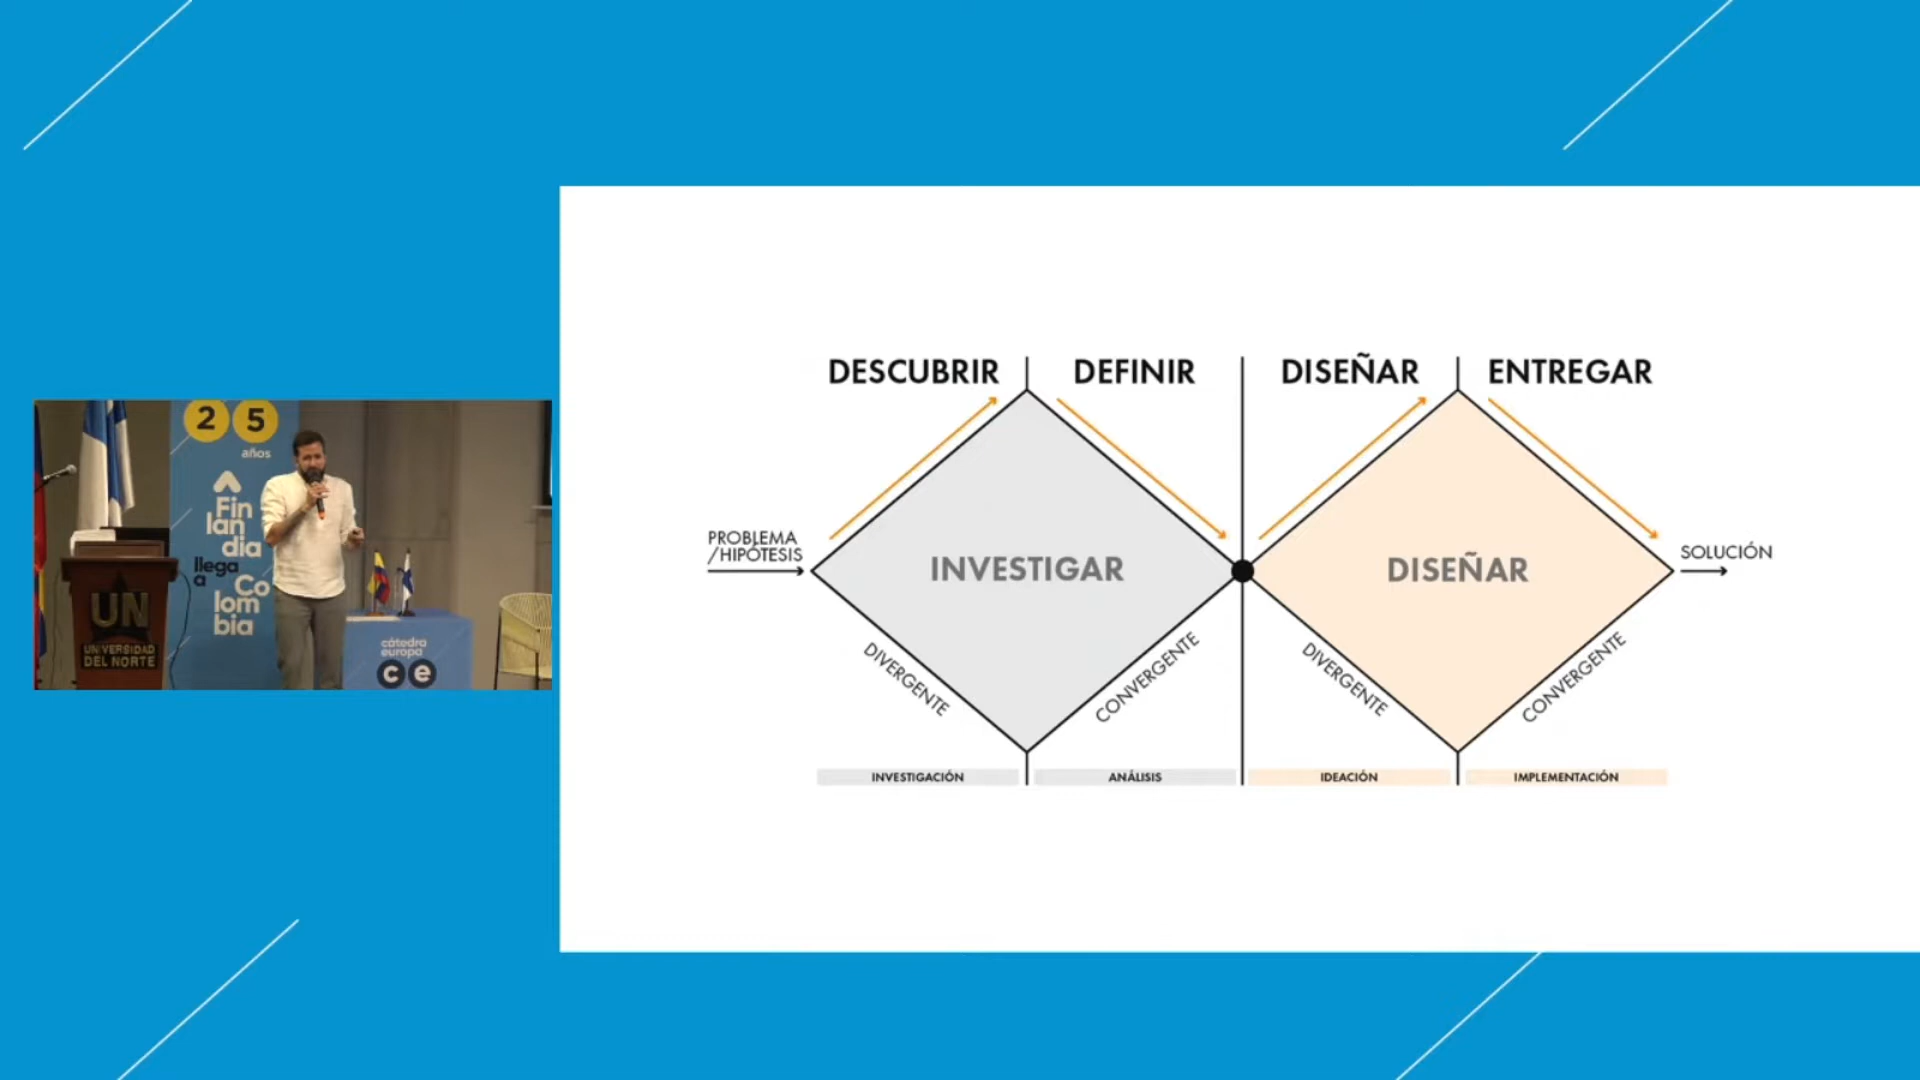 2 5
años
Fin
lan
dia
llega
a
Co
lom
bia
UN
UNIVERSIDAD
DEL NORTE
cátedra
europa
c e
DESCUBRIR
DEFINIR
DISEÑAR
ENTREGAR
PROBLEMA
/HIPÓTESIS
INVESTIGAR
DISEÑAR
SOLUCIÓN
DIVERGENTE
CONVERGENTE
DIVERGENTE
CONVERGENTE
INVESTIGACIÓN
ANÁLISIS
IDEACIÓN
IMPLEMENTACIÓN